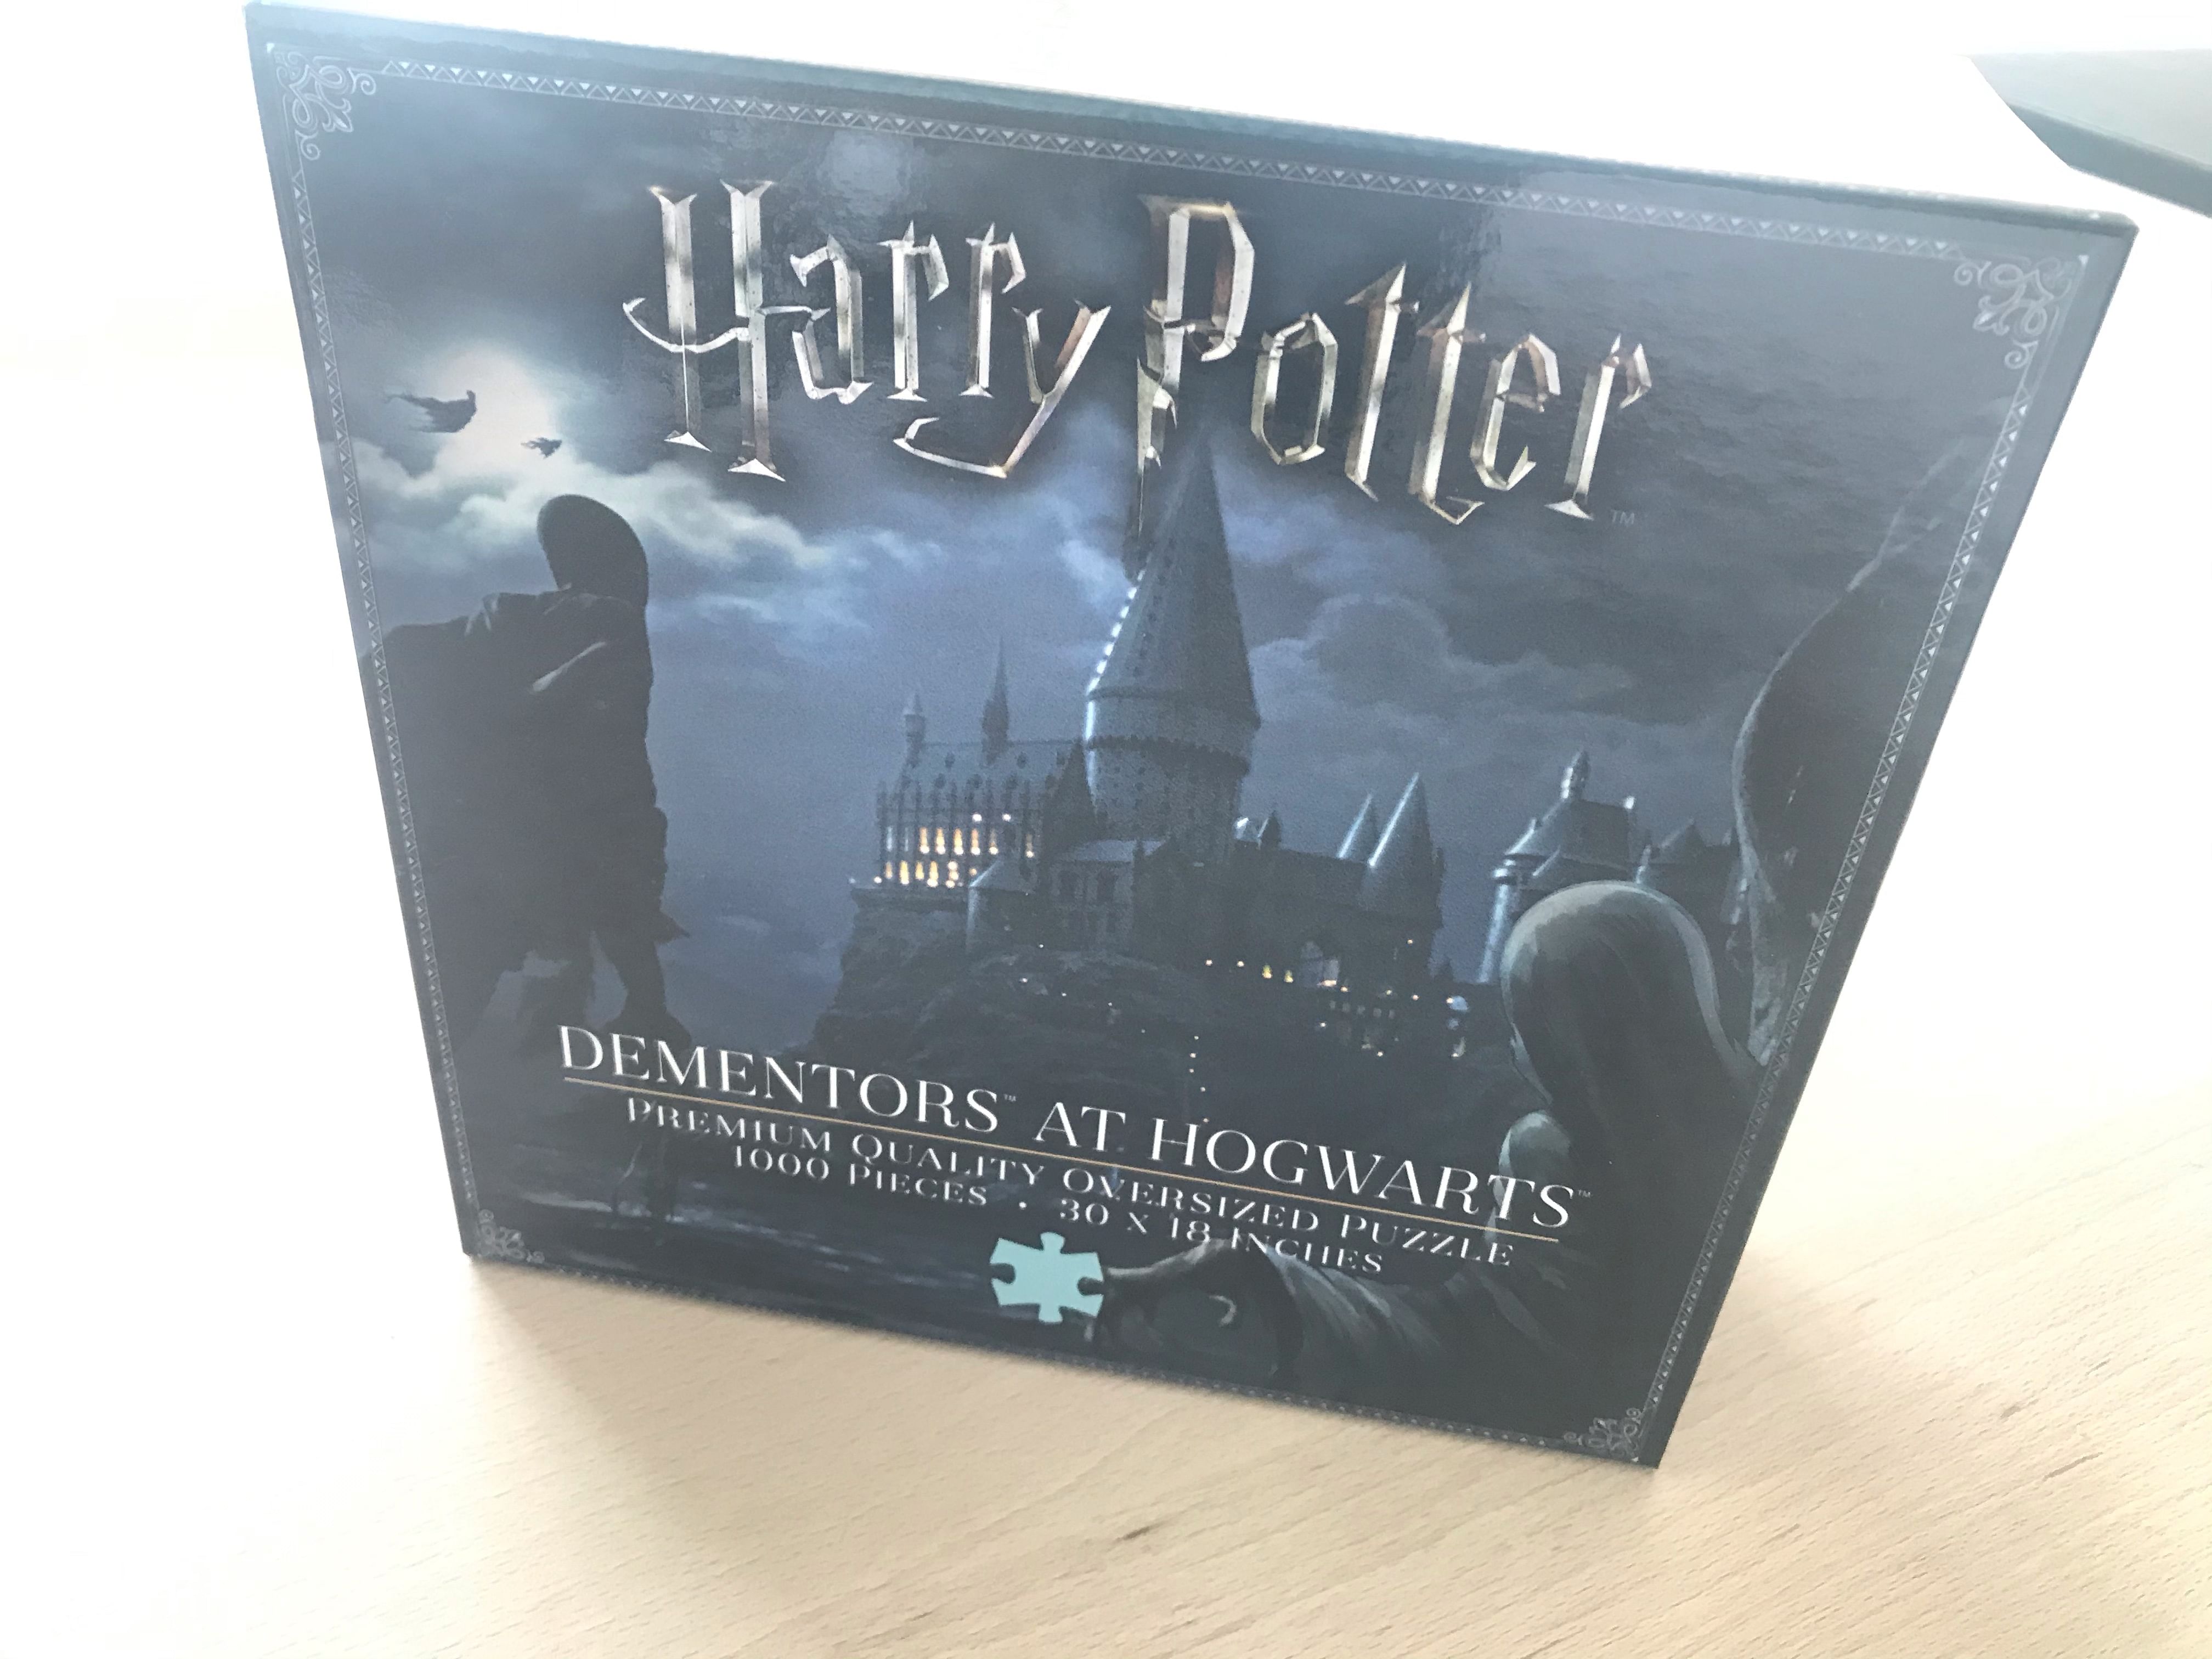 Harry Potter™
DEMENTORS™ AT HOGWARTS™
PREMIUM QUALITY OVERSIZED PUZZLE
1000 PIECES • 30 X 18 INCHES